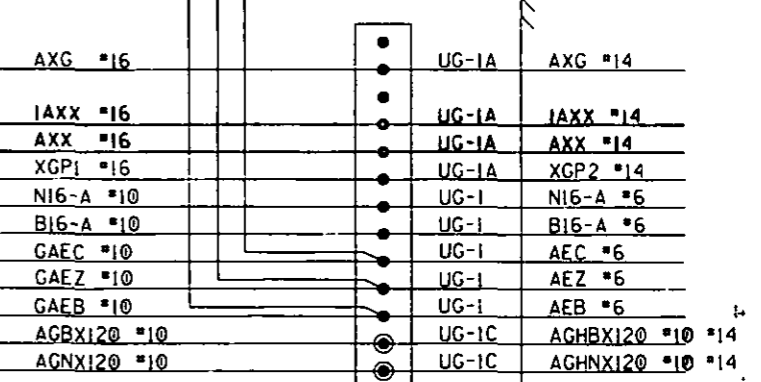 AXG #16 UG-1A AXG #14
1AXX #16 UG-1A 1AXX #14
AXX #16 UG-1A AXX #14
XGP1 #16 UG-1A XGP2 #14
N16-A #10 UG-1 N16-A #6
B16-A #10 UG-1 B16-A #6
GAEC #10 UG-1 AEC #6
GAEZ #10 UG-1 AEZ #6
GAEB #10 UG-1 AEB #6
AGBX120 #10 UG-1C AGHBX120 #10 #14
AGNX120 #10 UG-1C AGHNX120 #10 #14